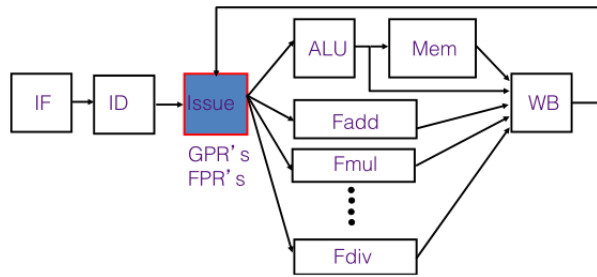 ALU
Mem
IF
ID
Issue
WB
Fadd
GPR's
FPR's
Fmul
Fdiv